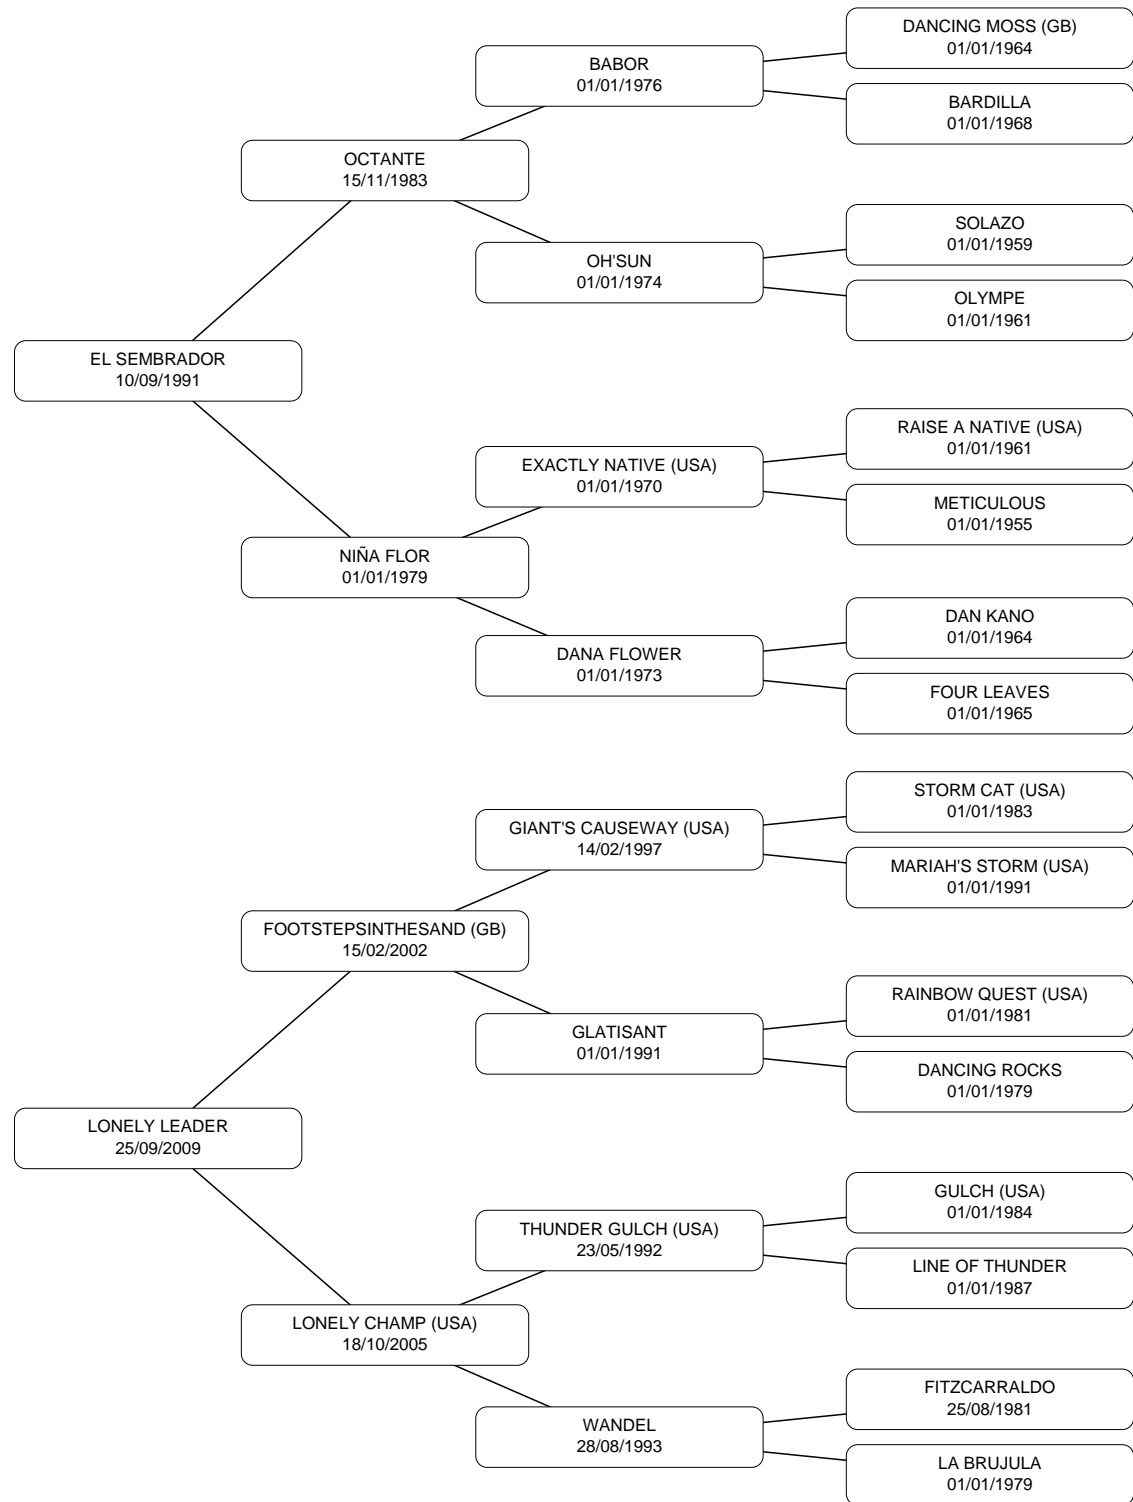 DANCING MOSS (GB)
01/01/1964
BABOR
01/01/1976
BARDILLA
01/01/1968
OCTANTE
15/11/1983
SOLAZO
01/01/1959
OH'SUN
01/01/1974
OLYMPE
01/01/1961
EL SEMBRADOR
10/09/1991
RAISE A NATIVE (USA)
01/01/1961
EXACTLY NATIVE (USA)
01/01/1970
METICULOUS
01/01/1955
NIÑA FLOR
01/01/1979
DAN KANO
01/01/1964
DANA FLOWER
01/01/1973
FOUR LEAVES
01/01/1965
STORM CAT (USA)
01/01/1983
GIANT'S CAUSEWAY (USA)
14/02/1997
MARIAH'S STORM (USA)
01/01/1991
FOOTSTEPSINTHESAND (GB)
15/02/2002
RAINBOW QUEST (USA)
01/01/1981
GLATISANT
01/01/1991
DANCING ROCKS
01/01/1979
LONELY LEADER
25/09/2009
GULCH (USA)
01/01/1984
THUNDER GULCH (USA)
23/05/1992
LINE OF THUNDER
01/01/1987
LONELY CHAMP (USA)
18/10/2005
FITZCARRALDO
25/08/1981
WANDEL
28/08/1993
LA BRUJULA
01/01/1979